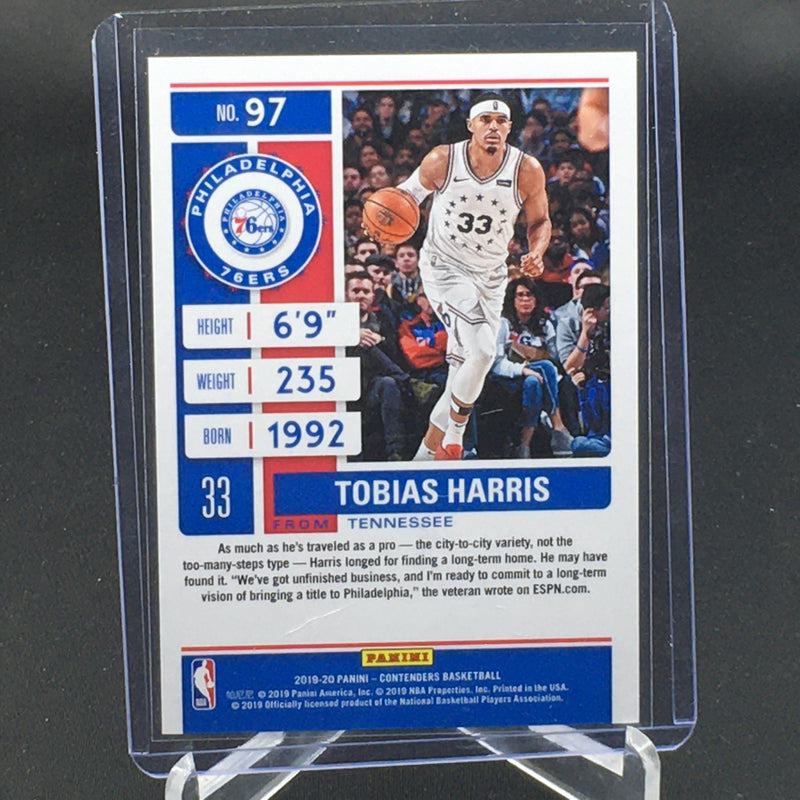 NO. 97
PHILADELPHIA
PHILADELPHIA
76ers
76ERS
33
HEIGHT 6'9"
WEIGHT 235
BORN 1992
33 TOBIAS HARRIS
FROM TENNESSEE
As much as he's traveled as a pro — the city-to-city variety, not the
too-many-steps type — Harris longed for finding a long-term home. He may have
found it. "We've got unfinished business, and I'm ready to commit to a long-term
vision of bringing a title to Philadelphia," the veteran wrote on ESPN.com.
PANINI
2019-20 PANINI – CONTENDERS BASKETBALL
© 2019 Panini America, Inc. © 2019 NBA Properties, Inc. Printed in the USA.
© 2019 Officially licensed product of the National Basketball Players Association.
NBA